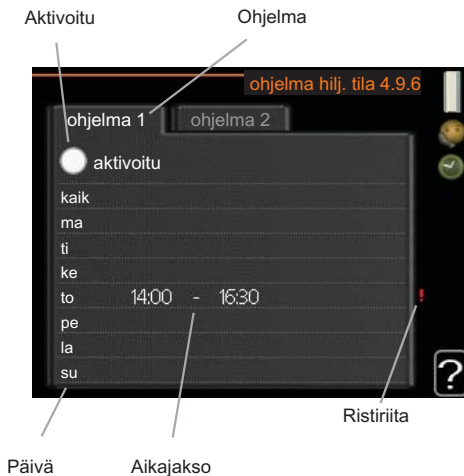 Aktivoitu Ohjelma
ohjelma hilj. tila 4.9.6
ohjelma 1 ohjelma 2
aktivoitu
kaik
ma
ti
ke
to 14:00 - 16:30 !
pe
la
su
?
Ristiriita
Päivä Aikajakso